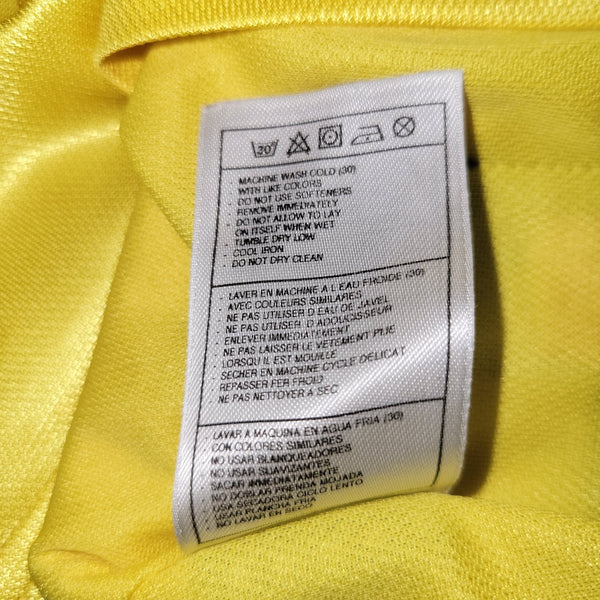 30°
- MACHINE WASH COLD (30)
WITH LIKE COLORS
- DO NOT USE SOFTENERS
- REMOVE IMMEDIATELY
- DO NOT ALLOW TO LAY
ON ITSELF WHEN WET
- TUMBLE DRY LOW
- COOL IRON
- DO NOT DRY CLEAN
- LAVER EN MACHINE A L'EAU FROIDE (30)
- AVEC COULEURS SIMILAIRES
- NE PAS UTILISER D'EAU DE JAVEL
- NE PAS UTILISER D'ADOUCISSEUR
- ENLEVER IMMEDIATEMENT
- NE PAS LAISSER LE VETEMENT PLIE
LORSQU IL EST MOUILLE
- SECHER EN MACHINE CYCLE DELICAT
REPASSER FER FROID
NE PAS NETTOYER A SEC
- LAVAR A MAQUINA EN AGUA FRIA (30)
CON COLORES SIMILARES
NO USAR BLANQUEADORES
NO USAR SUAVIZANTES
SACAR IMMEDIATAMENTE
NO DOBLAR PRENDA MOJADA
USA SECADORA CICLO LENTO
USAR PLANCHA FRIA
NO LAVAR EN SECO